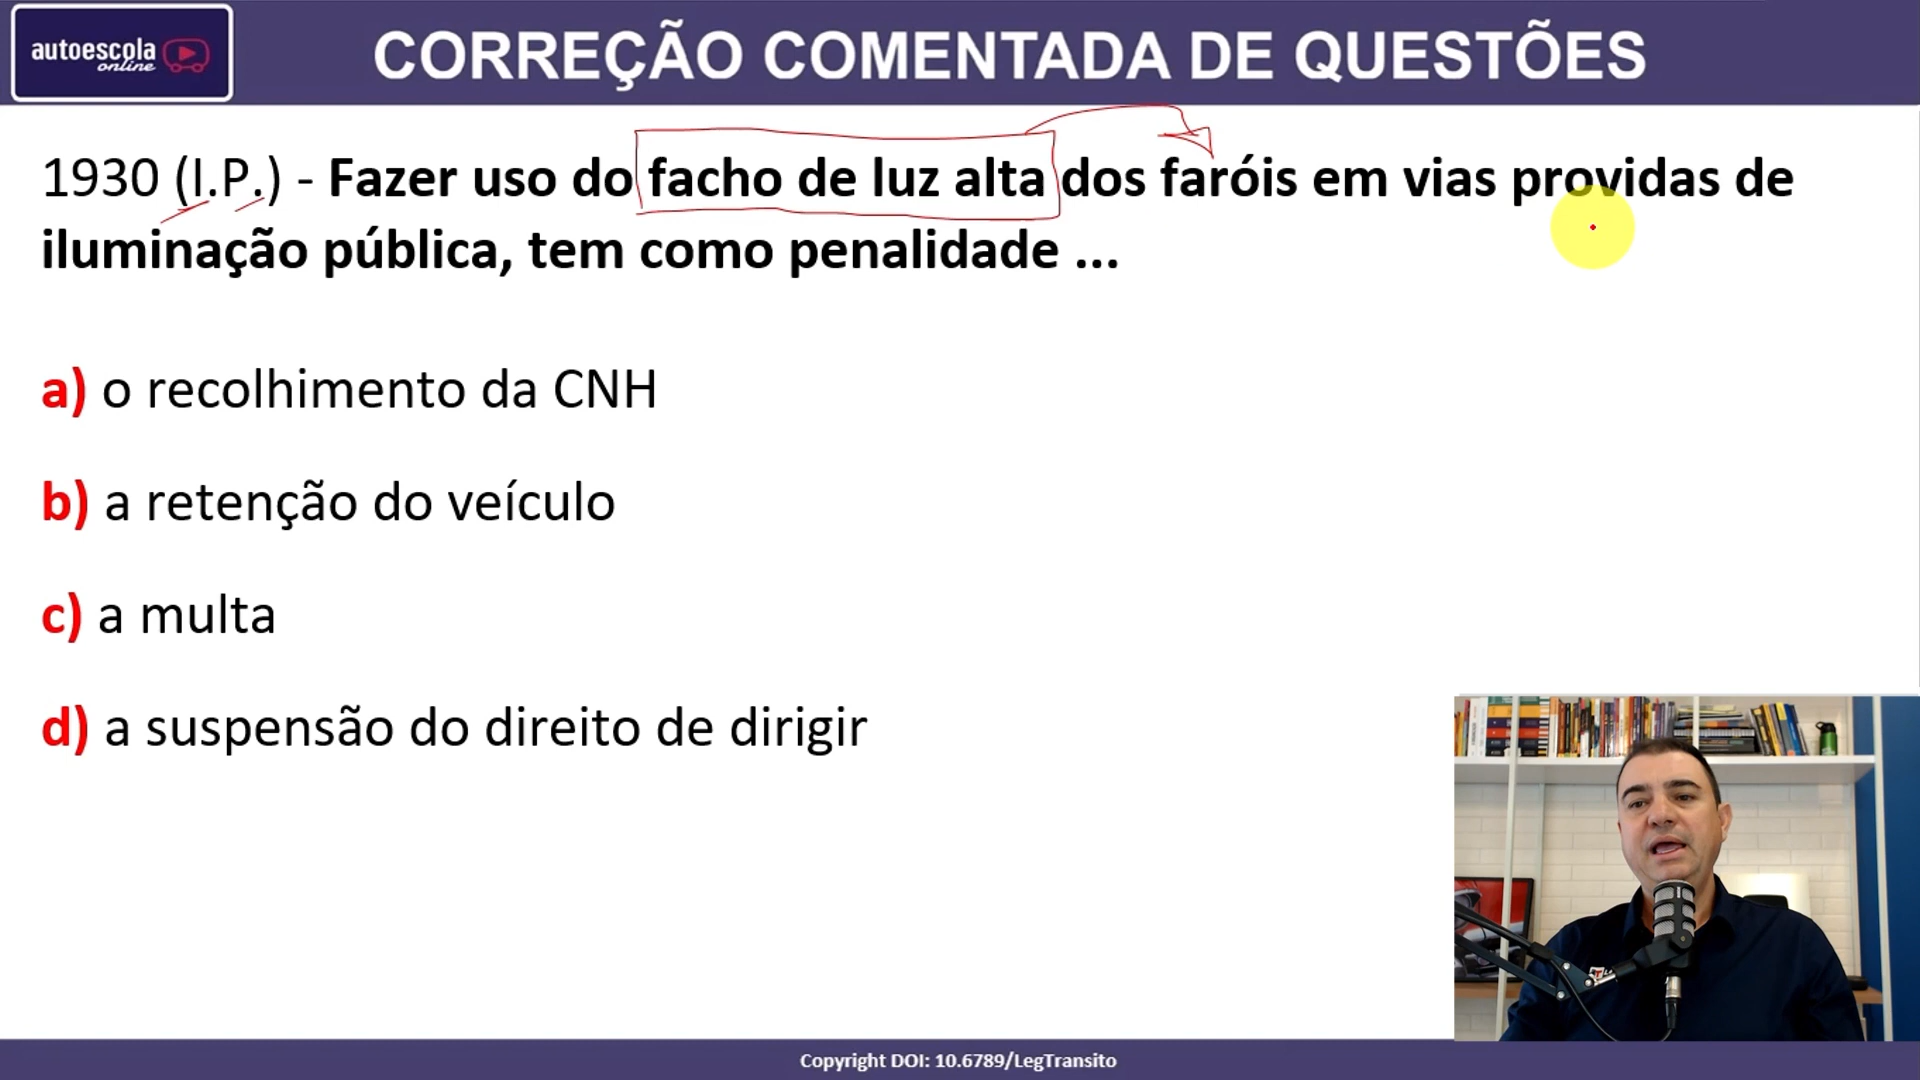 autoescola
online
CORREÇÃO COMENTADA DE QUESTÕES
1930 (I.P.) - Fazer uso do facho de luz alta dos faróis em vias providas de
iluminação pública, tem como penalidade ...
a) o recolhimento da CNH
b) a retenção do veículo
c) a multa
d) a suspensão do direito de dirigir
Copyright DOI: 10.6789/LegTransito